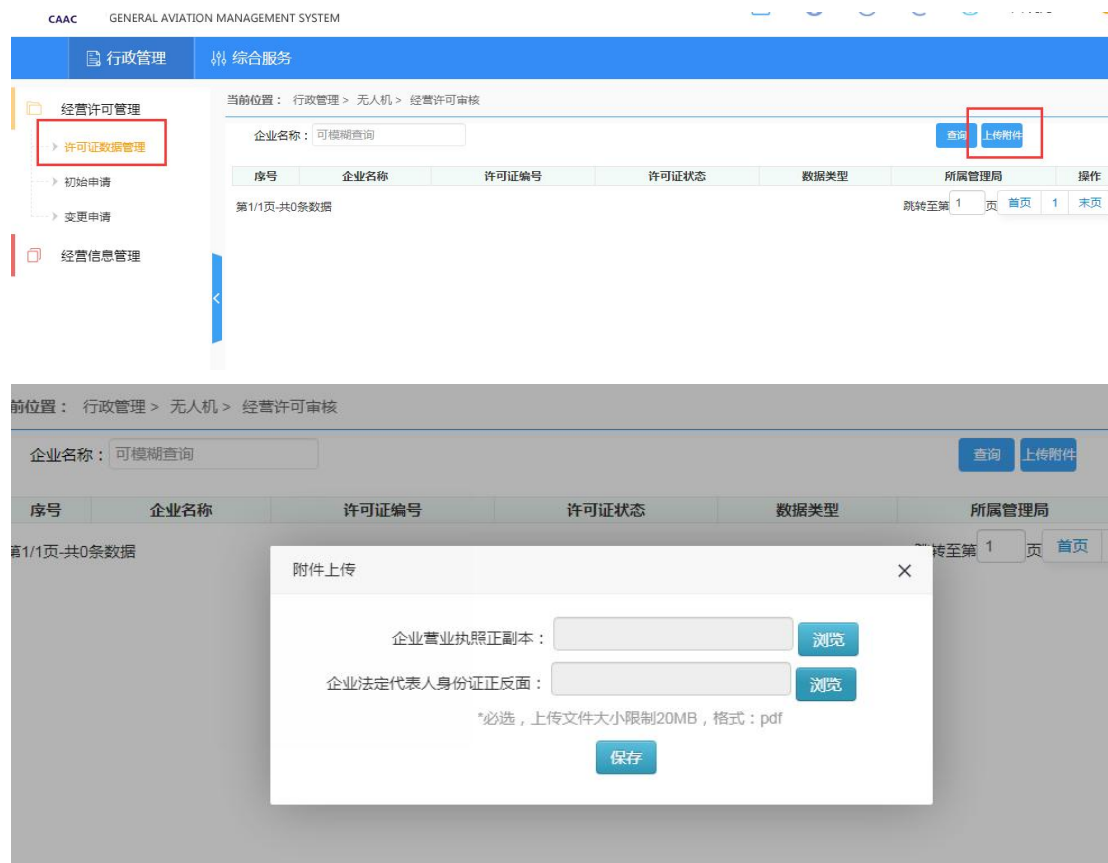 CAAC GENERAL AVIATION MANAGEMENT SYSTEM
行政管理 综合服务
经营许可管理
许可证数据管理
初始申请
变更申请
经营信息管理
当前位置： 行政管理 > 无人机 > 经营许可审核
企业名称： 可模糊查询 查询 上传附件
序号 企业名称 许可证编号 许可证状态 数据类型 所属管理局 操作
第1/1页-共0条数据 跳转至第 1 页 首页 1 末页
前位置： 行政管理 > 无人机 > 经营许可审核
企业名称： 可模糊查询 查询 上传附件
序号 企业名称 许可证编号 许可证状态 数据类型 所属管理局
第1/1页-共0条数据 转至第 1 页 首页
附件上传 ×
企业营业执照正副本： 浏览
企业法定代表人身份证正反面： 浏览
*必选，上传文件大小限制20MB，格式：pdf
保存